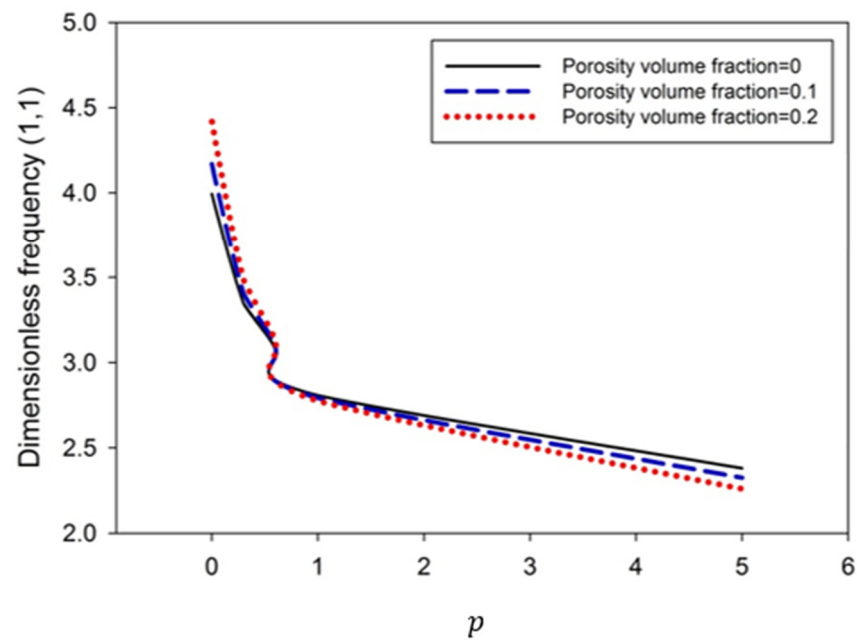 5.0
4.5
4.0
3.5
3.0
2.5
2.0
Dimensionless frequency (1,1)
Porosity volume fraction=0
Porosity volume fraction=0.1
Porosity volume fraction=0.2
0 1 2 3 4 5 6
p